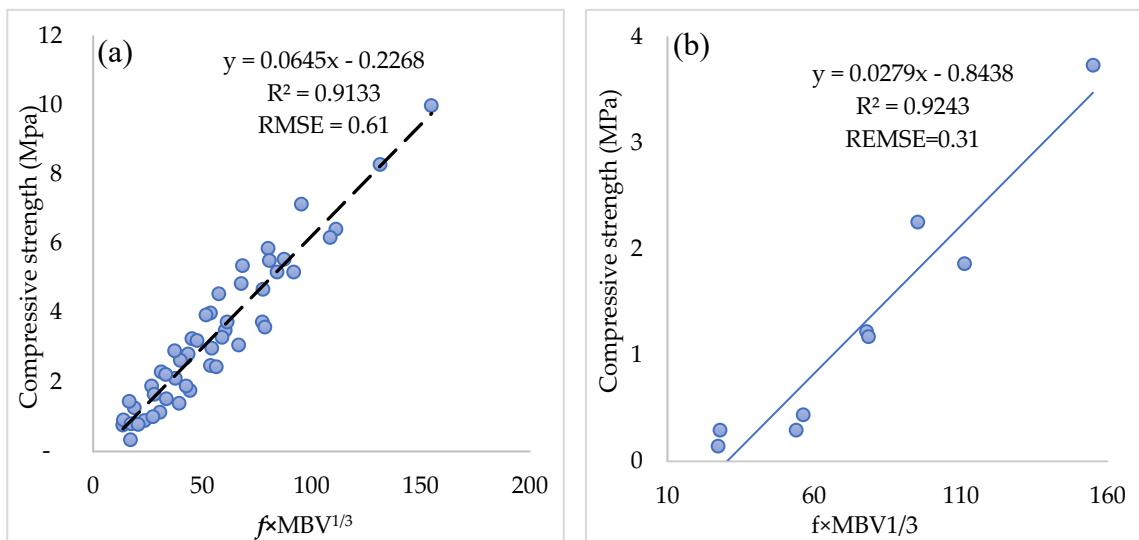 (a)
y = 0.0645x - 0.2268
R² = 0.9133
RMSE = 0.61
Compressive strength (Mpa)
12
10
8
6
4
2
-
0 50 100 150 200
f×MBV¹/³
(b)
y = 0.0279x - 0.8438
R² = 0.9243
REMSE=0.31
Compressive strength (MPa)
4
3
2
1
0
10 60 110 160
f×MBV1/3